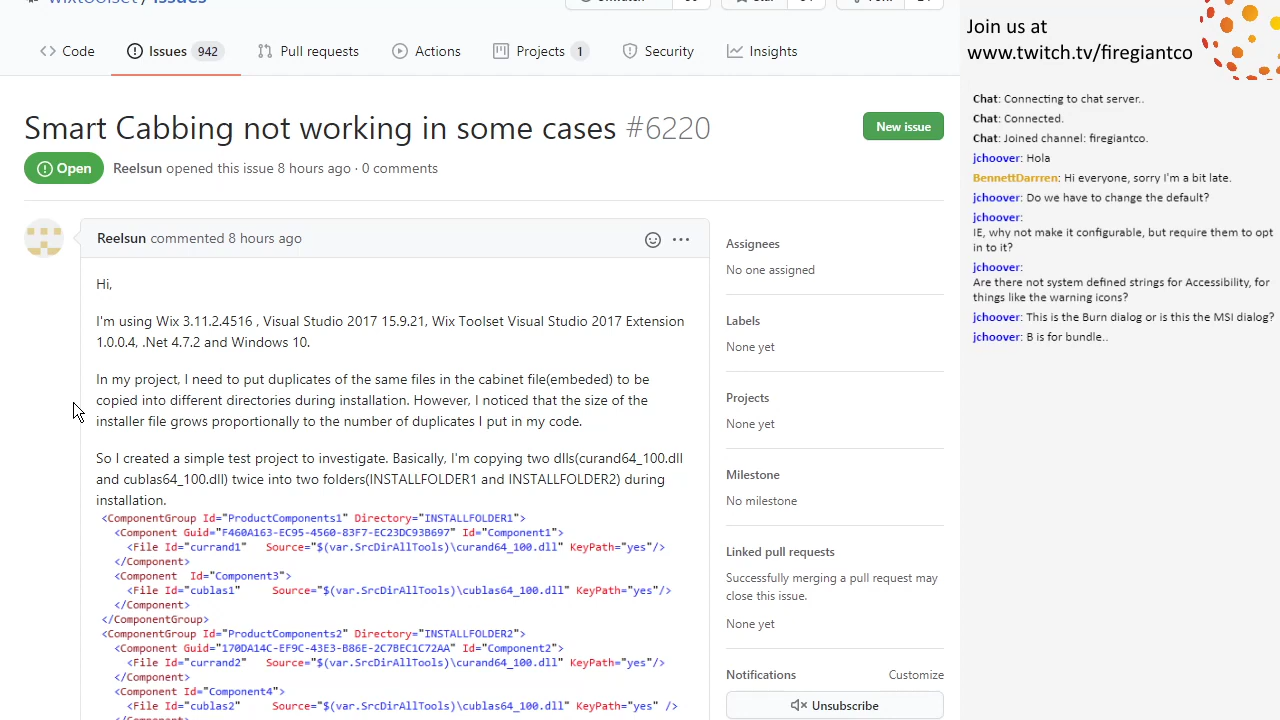 wixtoolset / issues
Unwatch
Star
Fork
Code
Issues 942
Pull requests
Actions
Projects 1
Security
Insights
Smart Cabbing not working in some cases #6220
New issue
Open
Reelsun opened this issue 8 hours ago · 0 comments
Reelsun commented 8 hours ago
Hi,
I'm using Wix 3.11.2.4516 , Visual Studio 2017 15.9.21, Wix Toolset Visual Studio 2017 Extension
1.0.0.4, .Net 4.7.2 and Windows 10.
In my project, I need to put duplicates of the same files in the cabinet file(embeded) to be
copied into different directories during installation. However, I noticed that the size of the
installer file grows proportionally to the number of duplicates I put in my code.
So I created a simple test project to investigate. Basically, I'm copying two dlls(curand64_100.dll
and cublas64_100.dll) twice into two folders(INSTALLFOLDER1 and INSTALLFOLDER2) during
installation.
<ComponentGroup Id="ProductComponents1" Directory="INSTALLFOLDER1">
<Component Guid="F460A163-EC95-4560-83F7-EC23DC93B697" Id="Component1">
<File Id="currand1" Source="$(var.SrcDirAllTools)\curand64_100.dll" KeyPath="yes"/>
</Component>
<Component Id="Component3">
<File Id="cublas1" Source="$(var.SrcDirAllTools)\cublas64_100.dll" KeyPath="yes"/>
</Component>
</ComponentGroup>
<ComponentGroup Id="ProductComponents2" Directory="INSTALLFOLDER2">
<Component Guid="170DA14C-EF9C-43E3-B86E-2C7BEC1C72AA" Id="Component2">
<File Id="currand2" Source="$(var.SrcDirAllTools)\curand64_100.dll" KeyPath="yes"/>
</Component>
<Component Id="Component4">
<File Id="cublas2" Source="$(var.SrcDirAllTools)\cublas64_100.dll" KeyPath="yes" />
</Component>
Assignees
No one assigned
Labels
None yet
Projects
None yet
Milestone
No milestone
Linked pull requests
Successfully merging a pull request may
close this issue.
None yet
Notifications
Customize
Unsubscribe
Join us at
www.twitch.tv/firegiantco
Chat: Connecting to chat server..
Chat: Connected.
Chat: Joined channel: firegiantco.
jchoover: Hola
BennettDarrren: Hi everyone, sorry I'm a bit late.
jchoover: Do we have to change the default?
jchoover:
IE, why not make it configurable, but require them to opt
in to it?
jchoover:
Are there not system defined strings for Accessibility, for
things like the warning icons?
jchoover: This is the Burn dialog or is this the MSI dialog?
jchoover: B is for bundle..